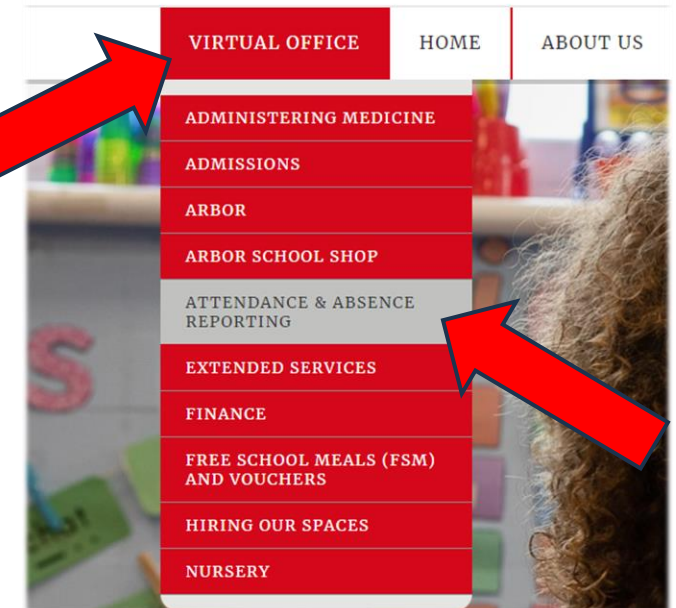 VIRTUAL OFFICE HOME ABOUT US
ADMINISTERING MEDICINE
ADMISSIONS
ARBOR
ARBOR SCHOOL SHOP
ATTENDANCE & ABSENCE
REPORTING
EXTENDED SERVICES
FINANCE
FREE SCHOOL MEALS (FSM)
AND VOUCHERS
HIRING OUR SPACES
NURSERY
S